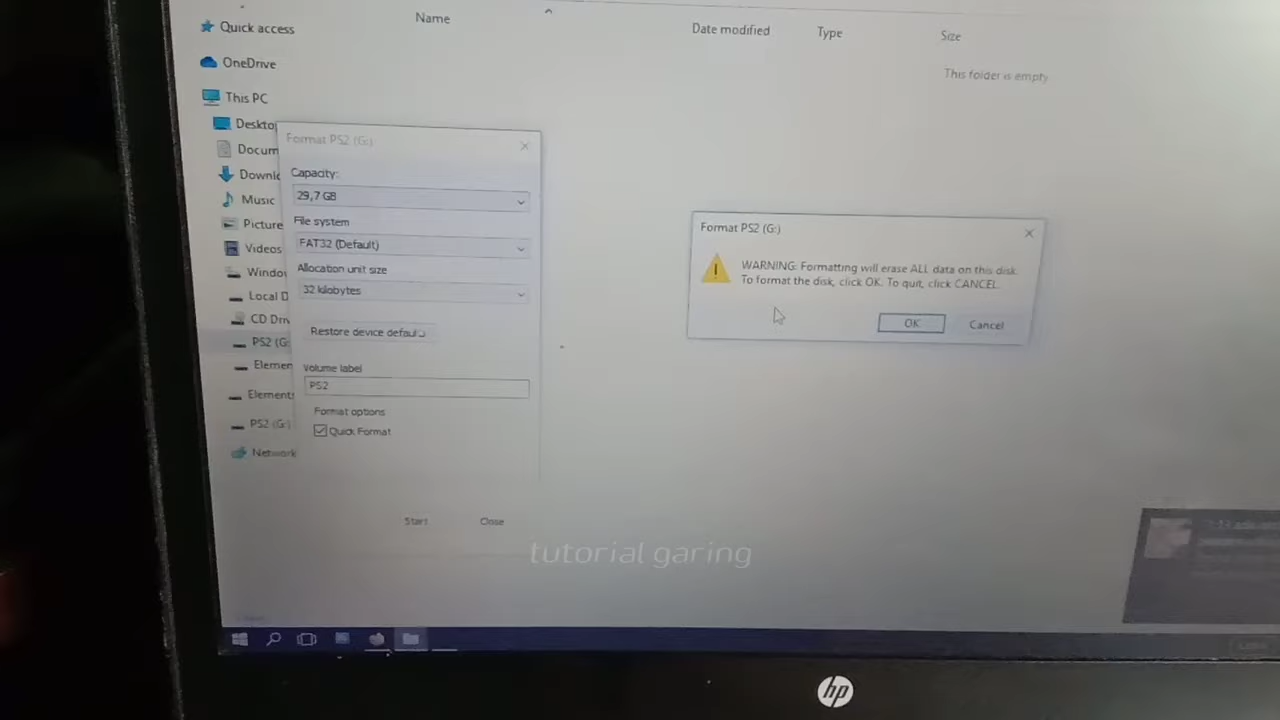 Name
Date modified
Type
Size
This folder is empty
Quick access
OneDrive
This PC
Deskto
Docum
Downl
Music
Picture
Videos
Windo
Local D
CD Dri
PS2 (G:
Elemen
Elements
PS2 (G:)
Network
Format PS2 (G:)
Capacity:
29,7 GB
File system
FAT32 (Default)
Allocation unit size
32 kilobytes
Restore device defaults
Volume label
PS2
Format options
Quick Format
Start
Close
Format PS2 (G:)
WARNING: Formatting will erase ALL data on this disk.
To format the disk, click OK. To quit, click CANCEL.
OK
Cancel
tutorial garing
hp